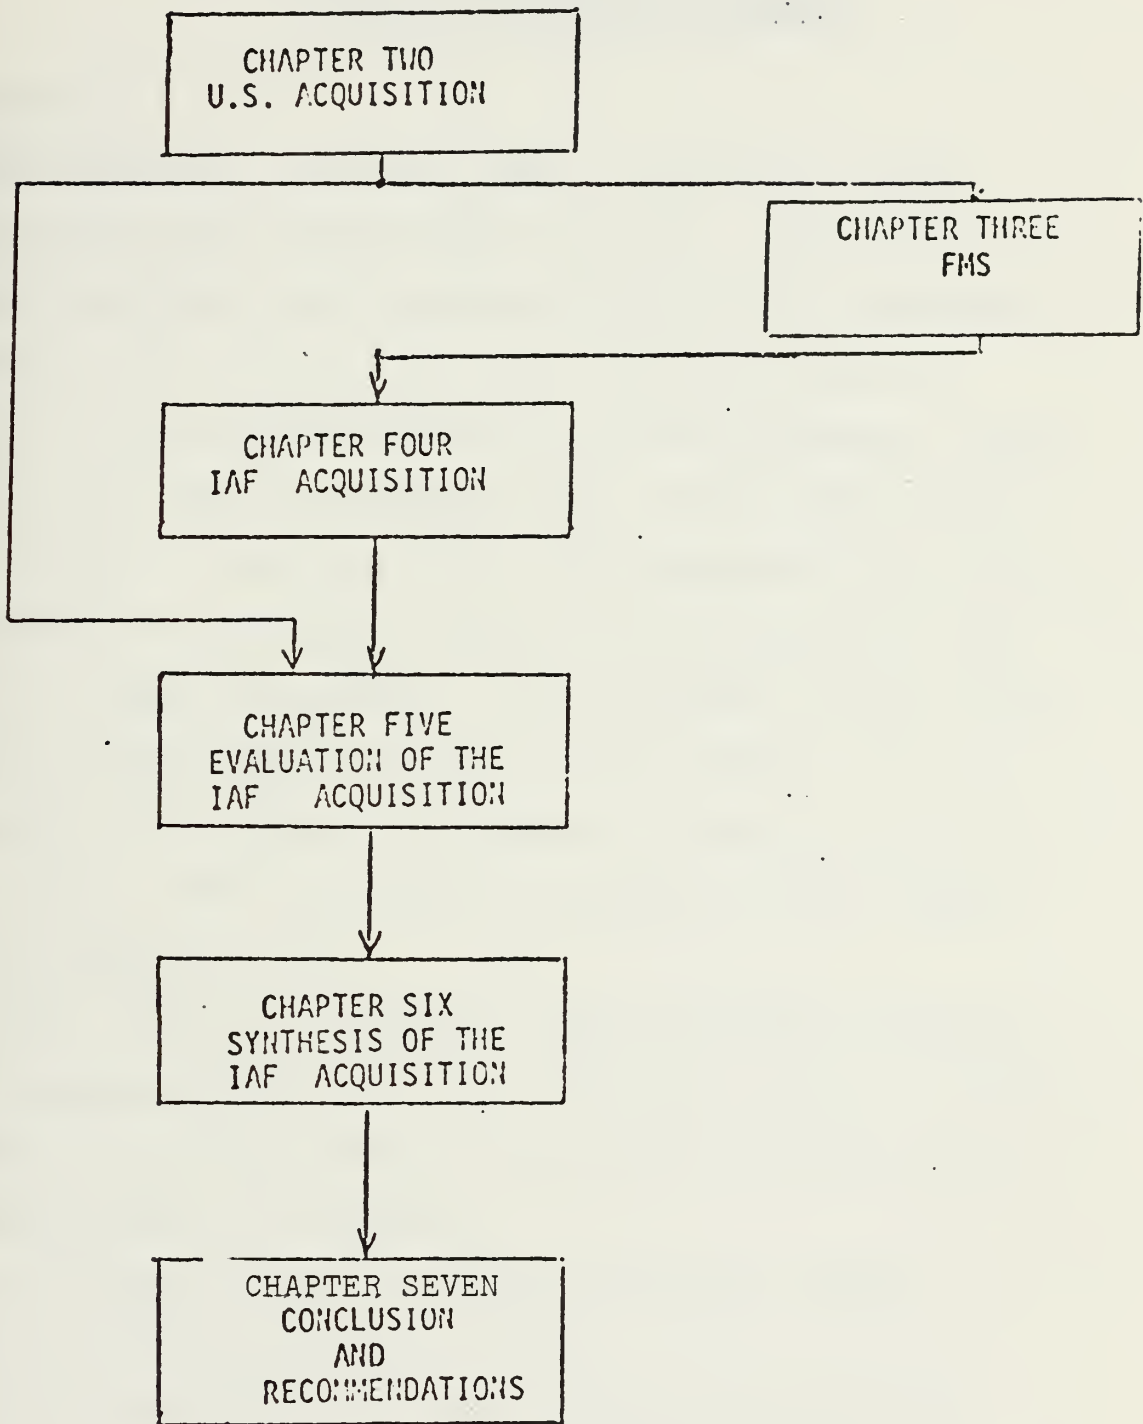 CHAPTER TWO
U.S. ACQUISITION
CHAPTER THREE
FMS
CHAPTER FOUR
IAF ACQUISITION
CHAPTER FIVE
EVALUATION OF THE
IAF ACQUISITION
CHAPTER SIX
SYNTHESIS OF THE
IAF ACQUISITION
CHAPTER SEVEN
CONCLUSION
AND
RECOMMENDATIONS